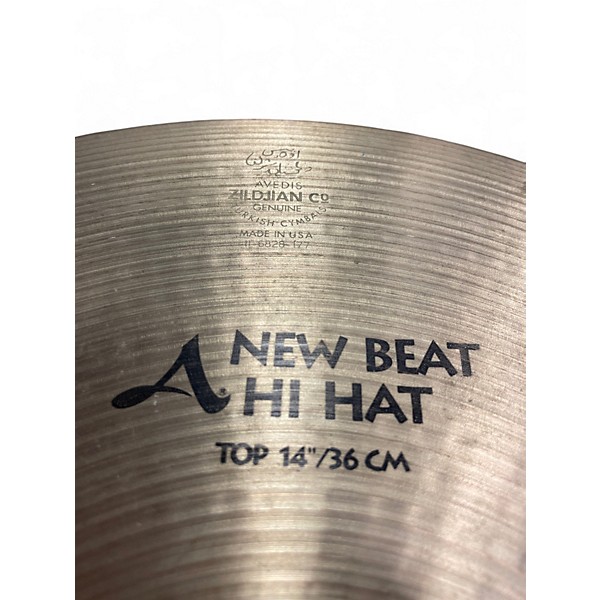 AVEDIS
ZILDJIAN CO
GENUINE
TURKISH CYMBALS
MADE IN USA
A NEW BEAT
HI HAT
TOP 14"/36 CM